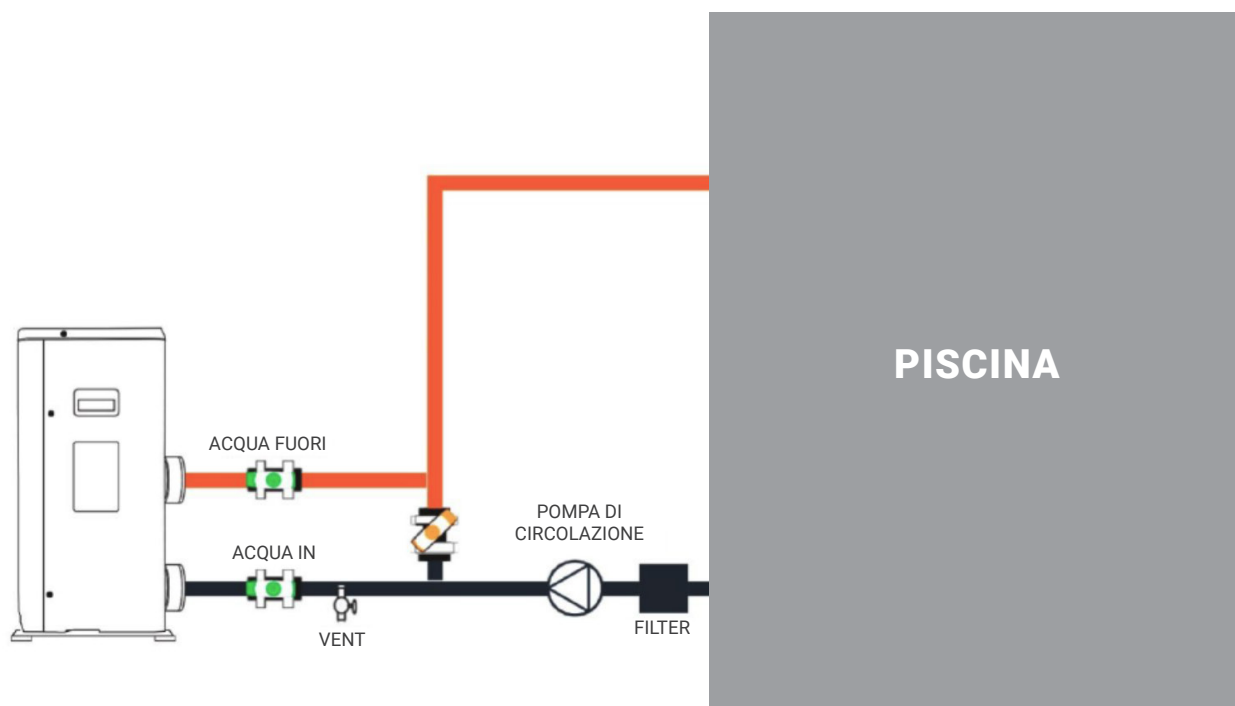 PISCINA
ACQUA FUORI
POMPA DI
CIRCOLAZIONE
ACQUA IN
FILTER
VENT